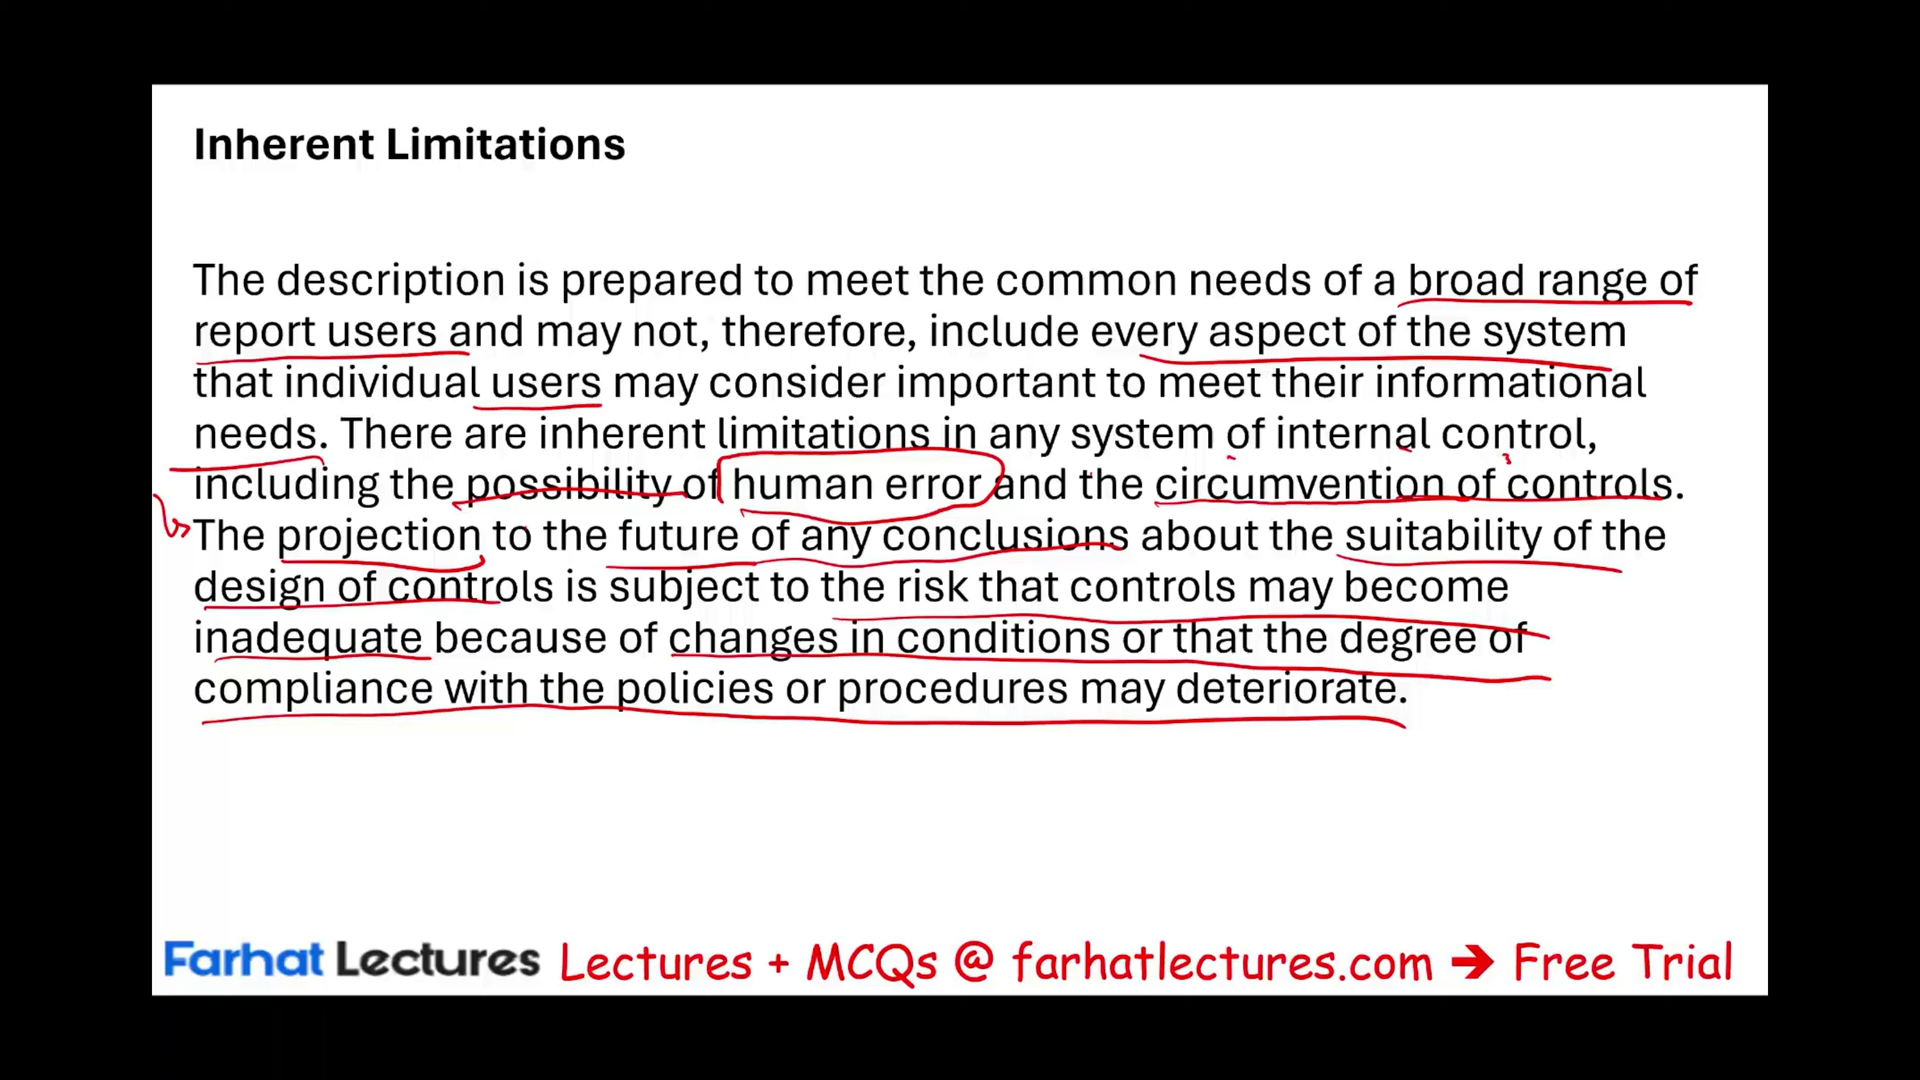 Inherent Limitations
The description is prepared to meet the common needs of a broad range of
report users and may not, therefore, include every aspect of the system
that individual users may consider important to meet their informational
needs. There are inherent limitations in any system of internal control,
including the possibility of human error and the circumvention of controls.
The projection to the future of any conclusions about the suitability of the
design of controls is subject to the risk that controls may become
inadequate because of changes in conditions or that the degree of
compliance with the policies or procedures may deteriorate.
Farhat Lectures Lectures + MCQs @ farhatlectures.com → Free Trial